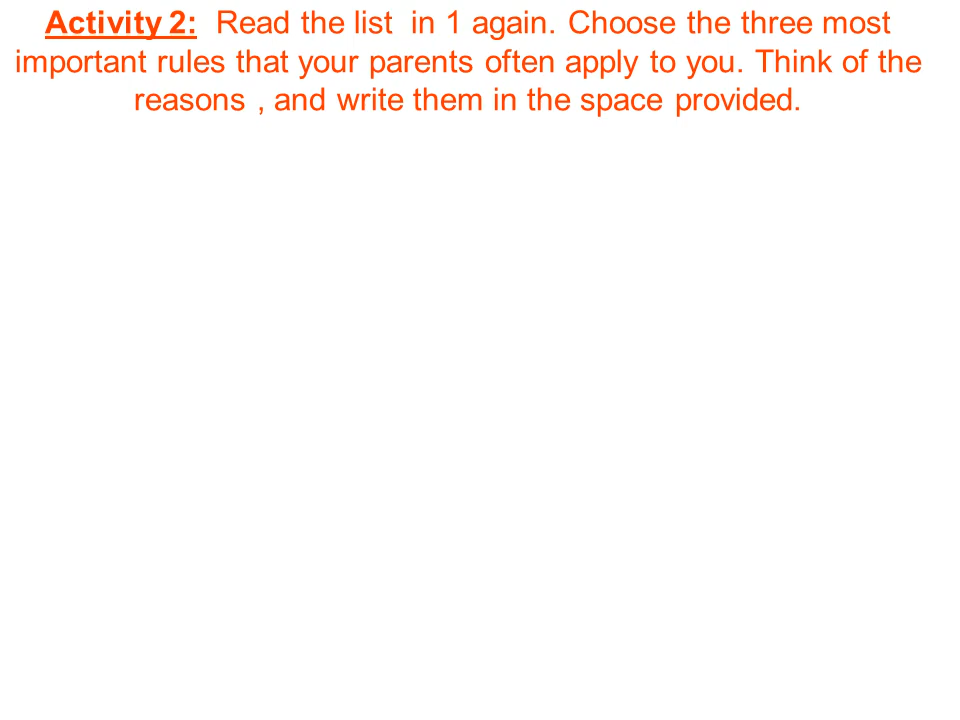 Activity 2:  Read the list  in 1 again. Choose the three most
important rules that your parents often apply to you. Think of the
reasons , and write them in the space provided.